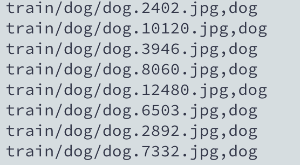 train/dog/dog.2402.jpg,dog
train/dog/dog.10120.jpg,dog
train/dog/dog.3946.jpg,dog
train/dog/dog.8060.jpg,dog
train/dog/dog.12480.jpg,dog
train/dog/dog.6503.jpg,dog
train/dog/dog.2892.jpg,dog
train/dog/dog.7332.jpg,dog